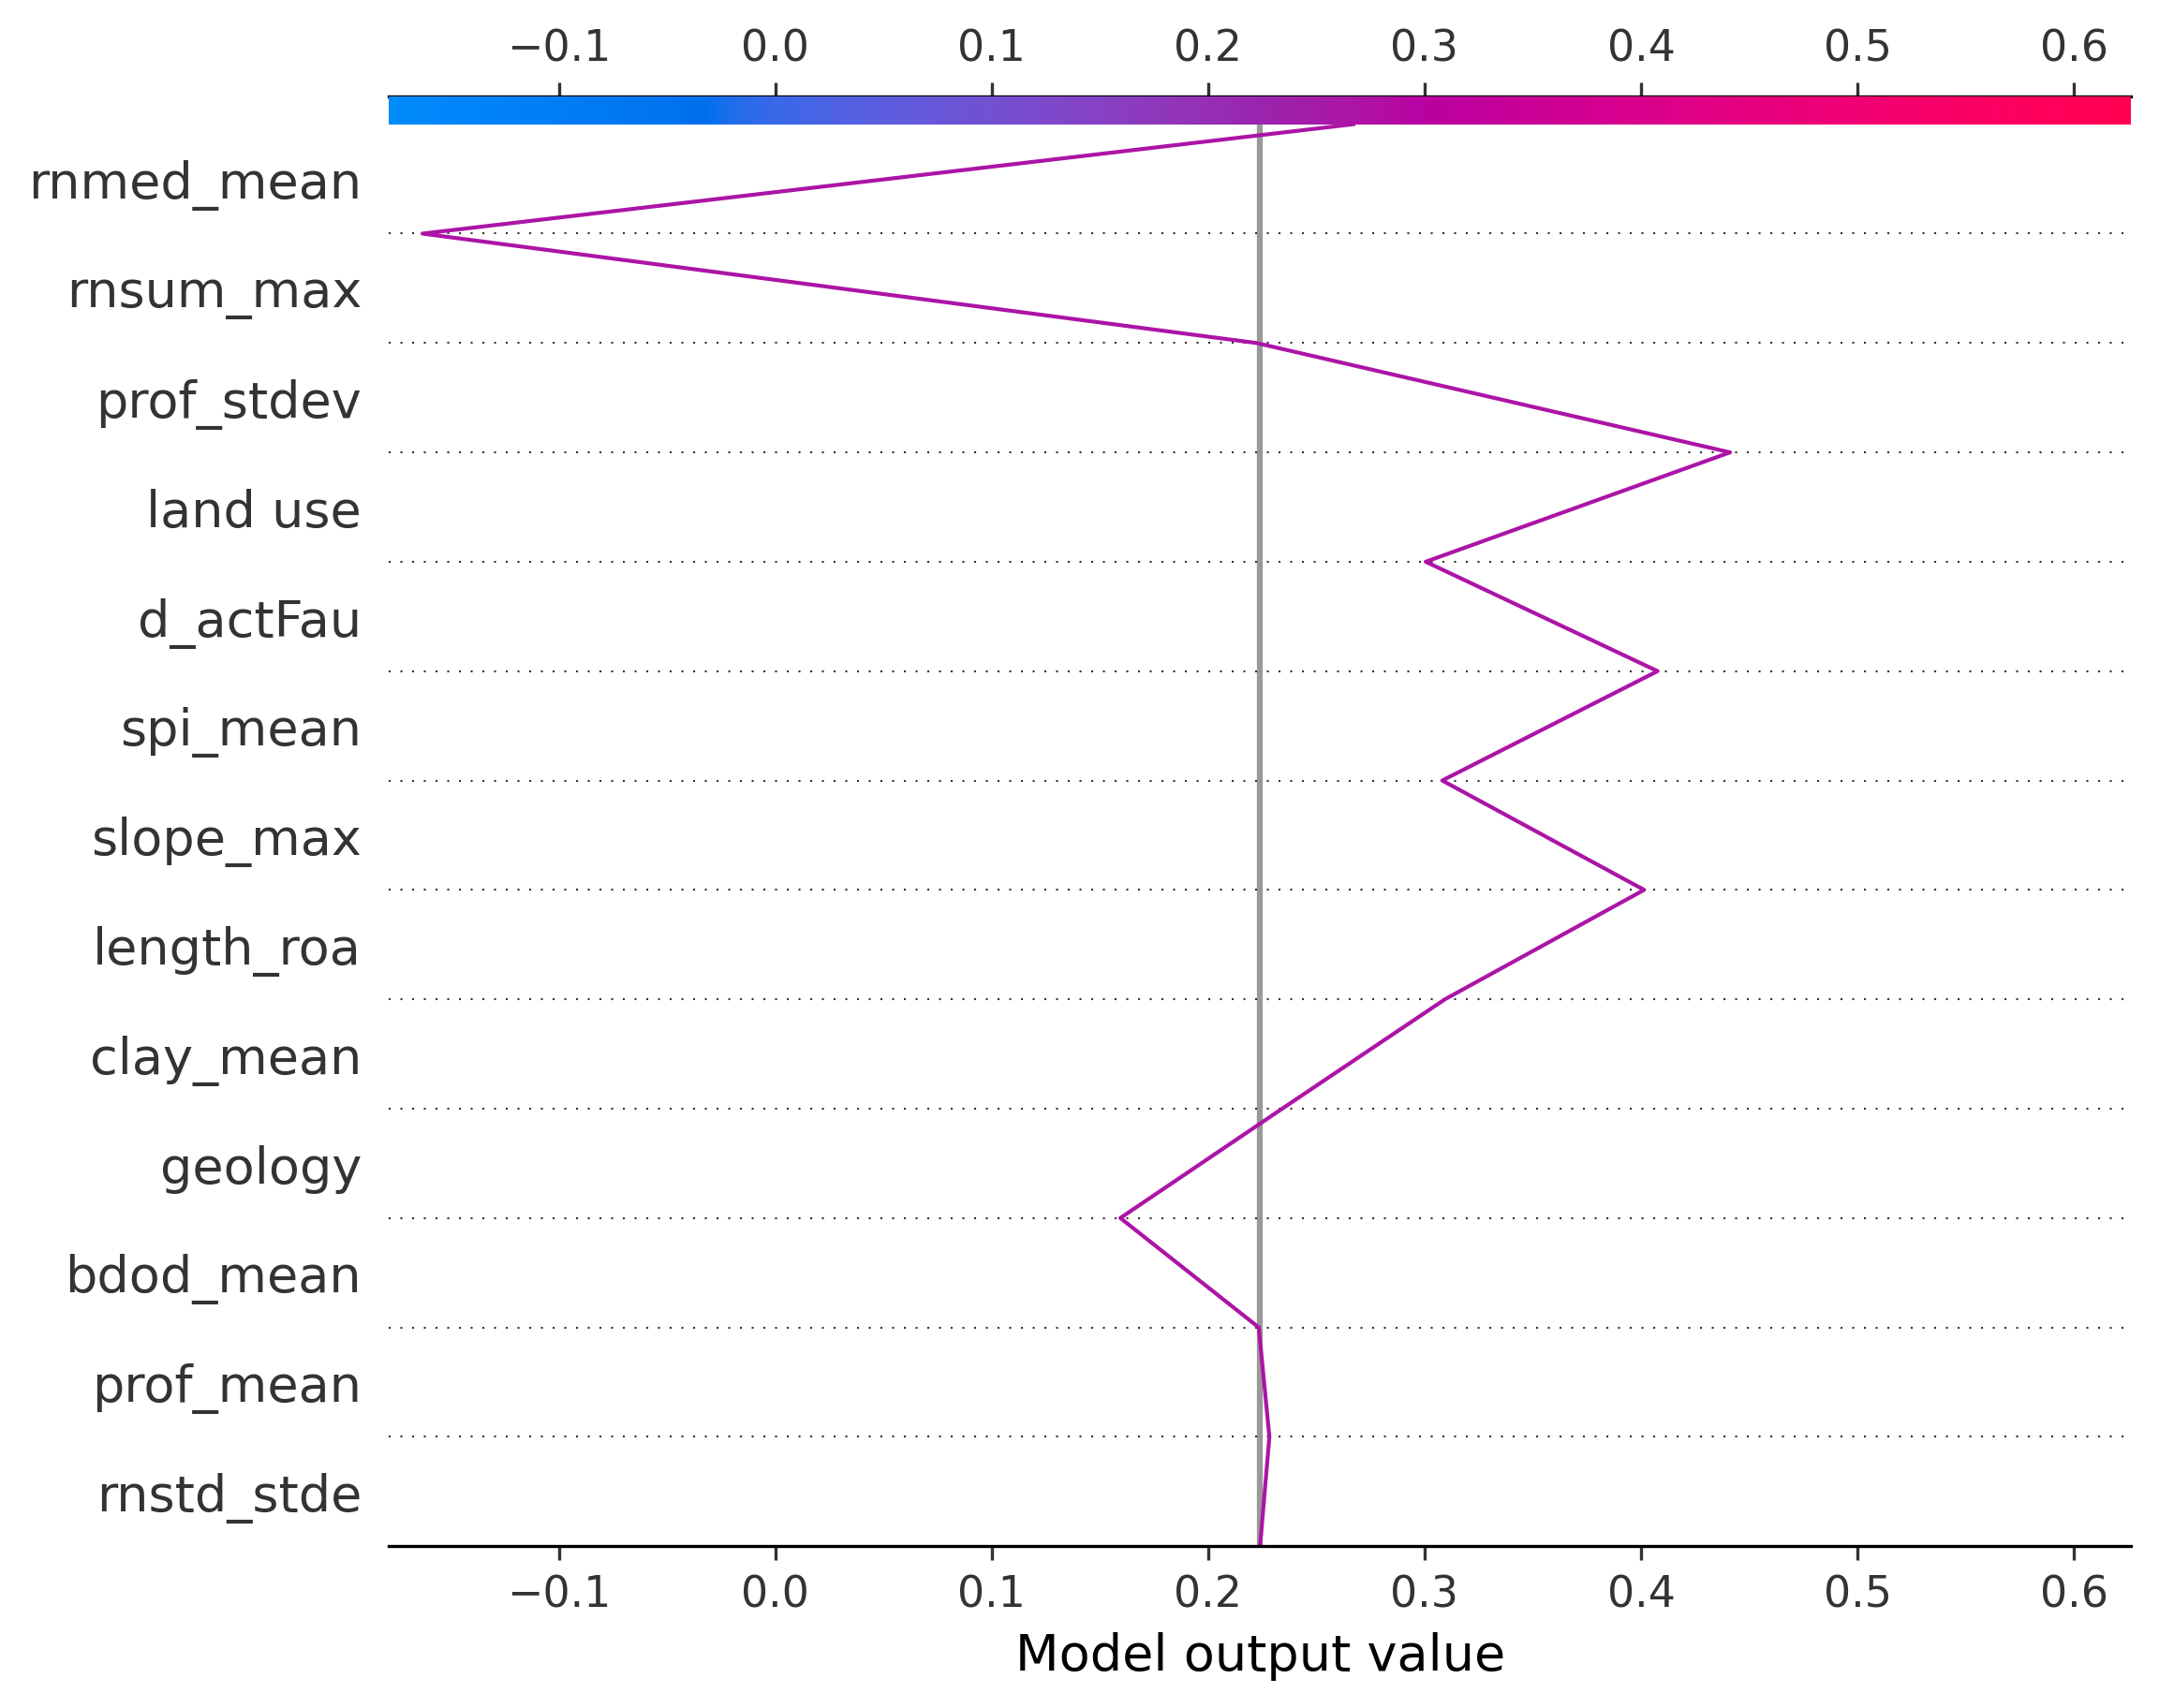 −0.1 0.0 0.1 0.2 0.3 0.4 0.5 0.6
rnmed_mean
rnsum_max
prof_stdev
land use
d_actFau
spi_mean
slope_max
length_roa
clay_mean
geology
bdod_mean
prof_mean
rnstd_stde
−0.1 0.0 0.1 0.2 0.3 0.4 0.5 0.6
Model output value